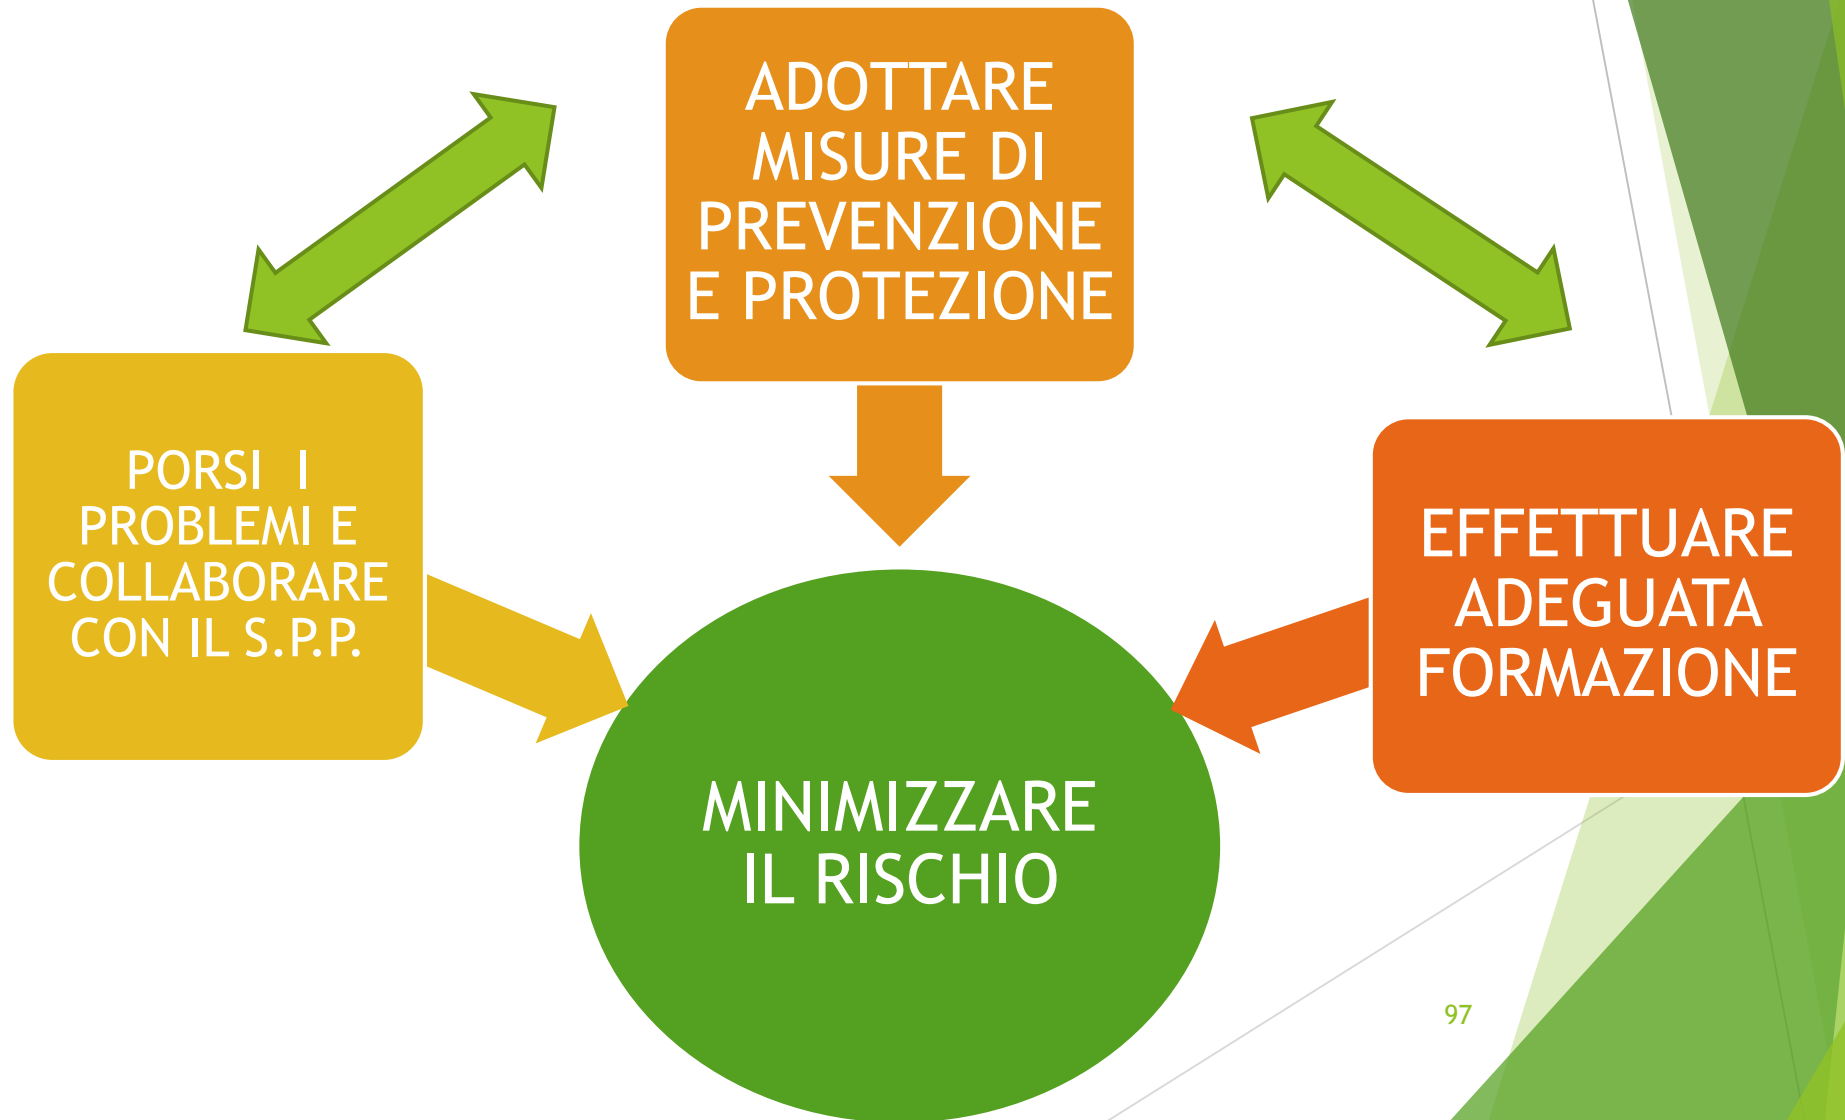 ADOTTARE
MISURE DI
PREVENZIONE
E PROTEZIONE
PORSI I
PROBLEMI E
COLLABORARE
CON IL S.P.P.
EFFETTUARE
ADEGUATA
FORMAZIONE
MINIMIZZARE
IL RISCHIO
97